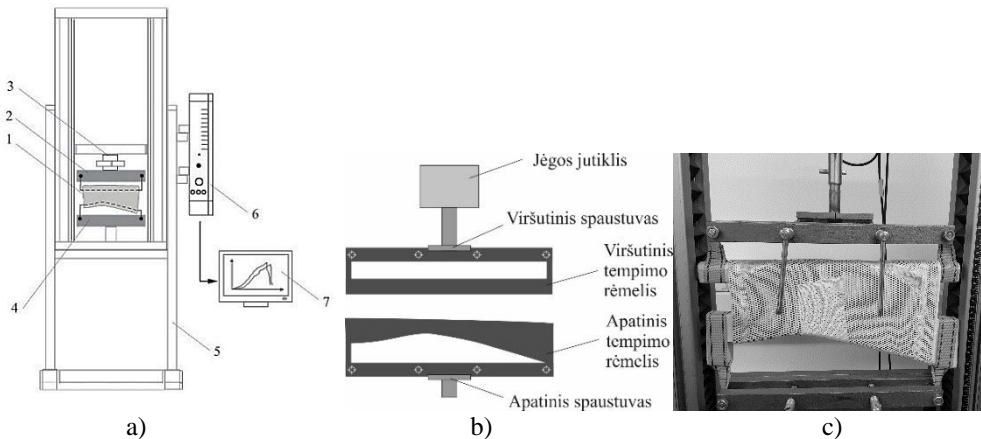 3
2
1
4
5
6
7
a)
Jėgos jutiklis
Viršutinis spaustuvas
Viršutinis
tempimo
rėmelis
Apatinis
tempimo
rėmelis
Apatinis spaustuvas
b)
c)